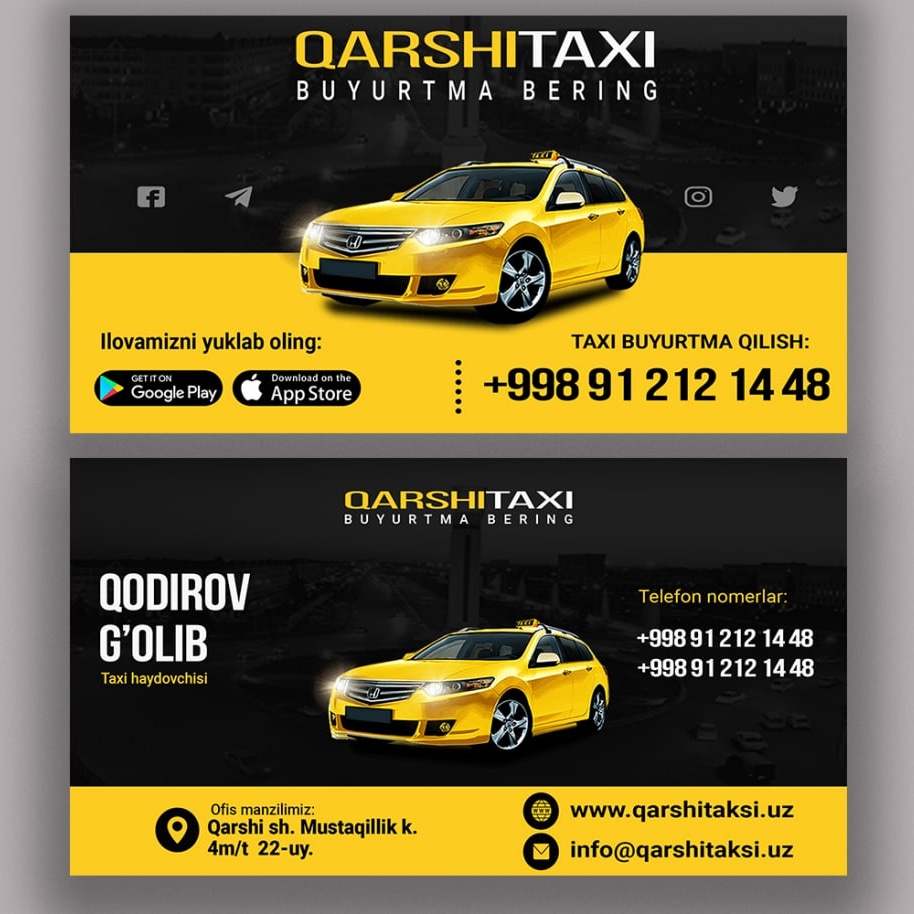 QARSHITAXI
BUYURTMA BERING
TAXI
Ilovamizni yuklab oling:
GET IT ON
Google Play
Download on the
App Store
TAXI BUYURTMA QILISH:
+998 91 212 14 48
QARSHITAXI
BUYURTMA BERING
QODIROV
G’OLIB
Taxi haydovchisi
TAXI
Telefon nomerlar:
+998 91 212 14 48
+998 91 212 14 48
Ofis manzilimiz:
Qarshi sh. Mustaqillik k.
4m/t 22-uy.
www.qarshitaksi.uz
info@qarshitaksi.uz